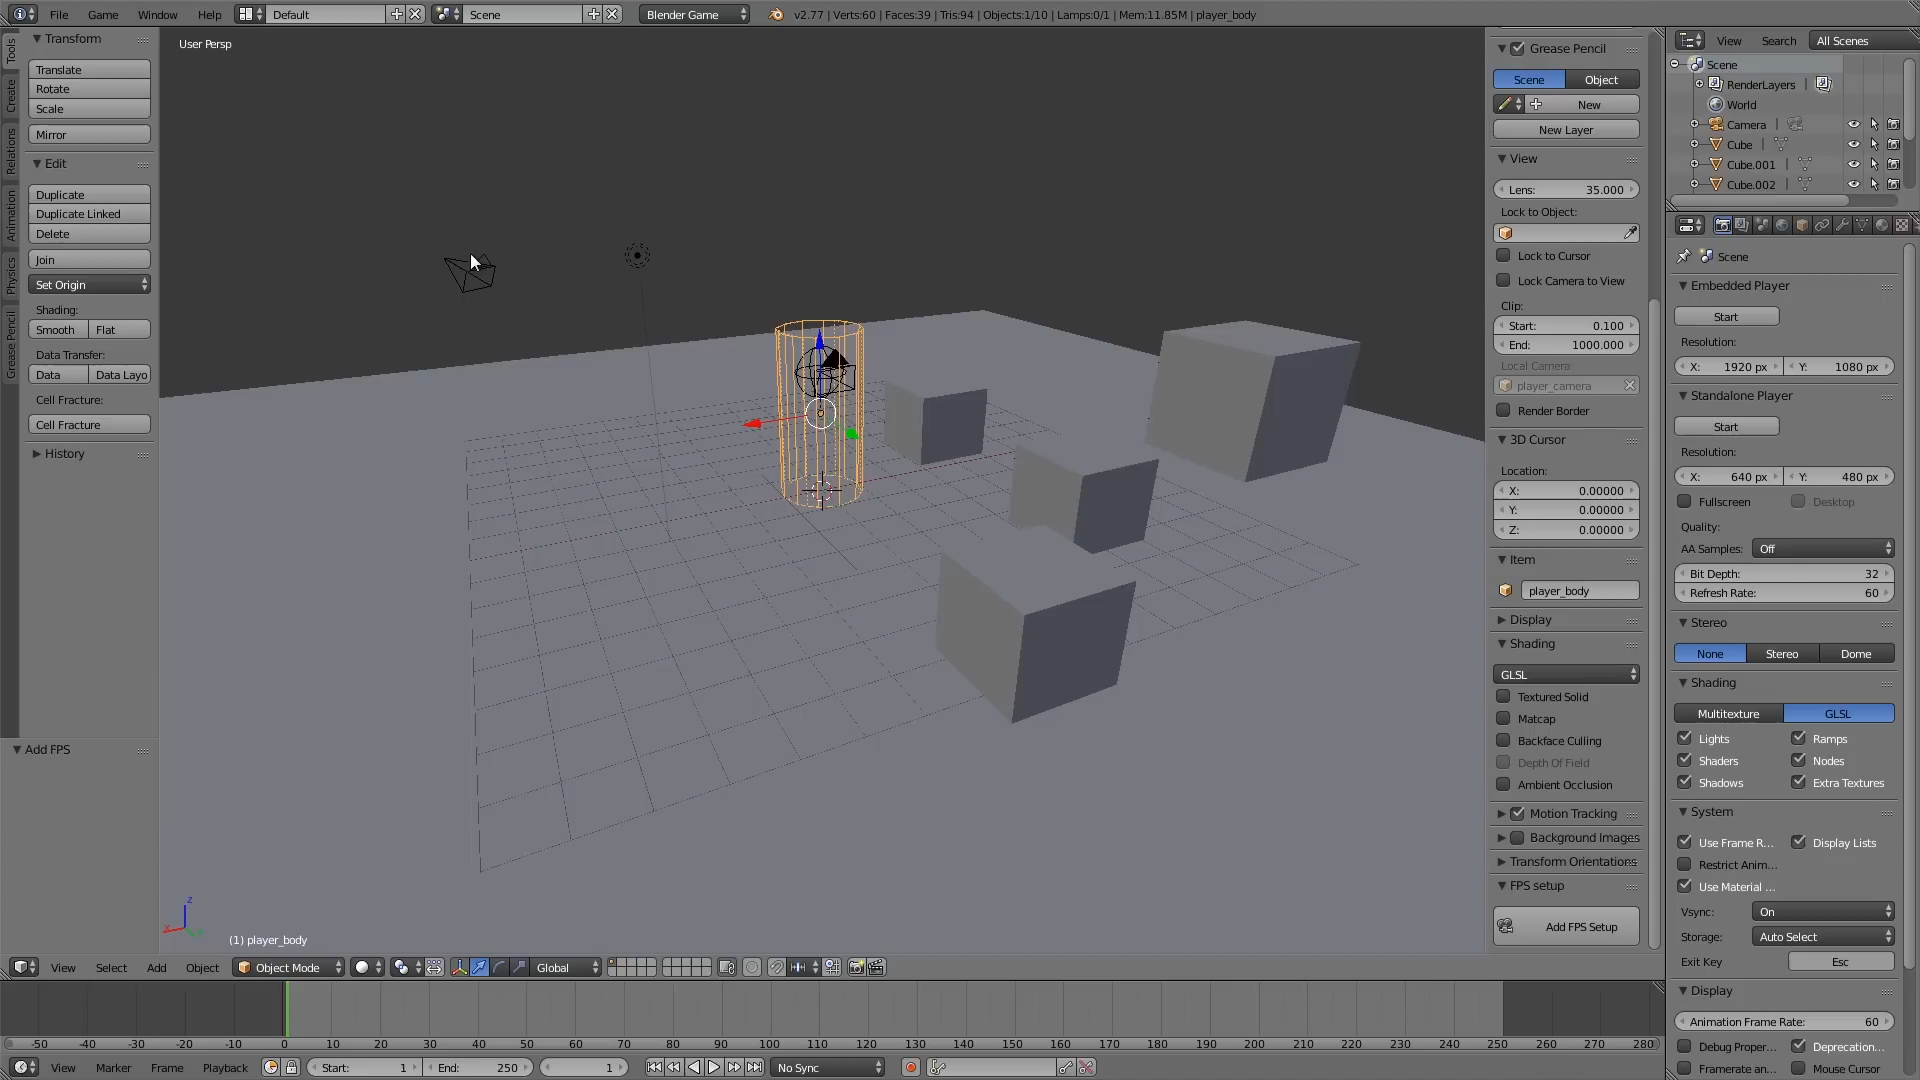 File Game Window Help Default Scene Blender Game v2.77 | Verts:60 | Faces:39 | Tris:94 | Objects:1/10 | Lamps:0/1 | Mem:11.85M | player_body
Tools
Create
Relations
Animation
Physics
Grease Pencil
Transform
Translate
Rotate
Scale
Mirror
Edit
Duplicate
Duplicate Linked
Delete
Join
Set Origin
Shading:
Smooth Flat
Data Transfer:
Data Data Layo
Cell Fracture:
Cell Fracture
History
Add FPS
User Persp
z
x
(1) player_body
Grease Pencil
Scene Object
New
New Layer
View
Lens: 35.000
Lock to Object:
Lock to Cursor
Lock Camera to View
Clip:
Start: 0.100
End: 1000.000
Local Camera:
player_camera
Render Border
3D Cursor
Location:
X: 0.00000
Y: 0.00000
Z: 0.00000
Item
player_body
Display
Shading
GLSL
Textured Solid
Matcap
Backface Culling
Depth Of Field
Ambient Occlusion
Motion Tracking
Background Images
Transform Orientations
FPS setup
Add FPS Setup
View Search All Scenes
Scene
RenderLayers |
World
Camera |
Cube |
Cube.001 |
Cube.002 |
Scene
Embedded Player
Start
Resolution:
X: 1920 px Y: 1080 px
Standalone Player
Start
Resolution:
X: 640 px Y: 480 px
Fullscreen Desktop
Quality:
AA Samples: Off
Bit Depth: 32
Refresh Rate: 60
Stereo
None Stereo Dome
Shading
Multitexture GLSL
Lights Ramps
Shaders Nodes
Shadows Extra Textures
System
Use Frame R... Display Lists
Restrict Anim...
Use Material ...
Vsync: On
Storage: Auto Select
Exit Key Esc
Display
Animation Frame Rate: 60
Debug Proper... Deprecation...
Framerate an... Mouse Cursor
View Select Add Object Object Mode Global
-50 -40 -30 -20 -10 0 10 20 30 40 50 60 70 80 90 100 110 120 130 140 150 160 170 180 190 200 210 220 230 240 250 260 270 280
View Marker Frame Playback Start: 1 End: 250 1 No Sync